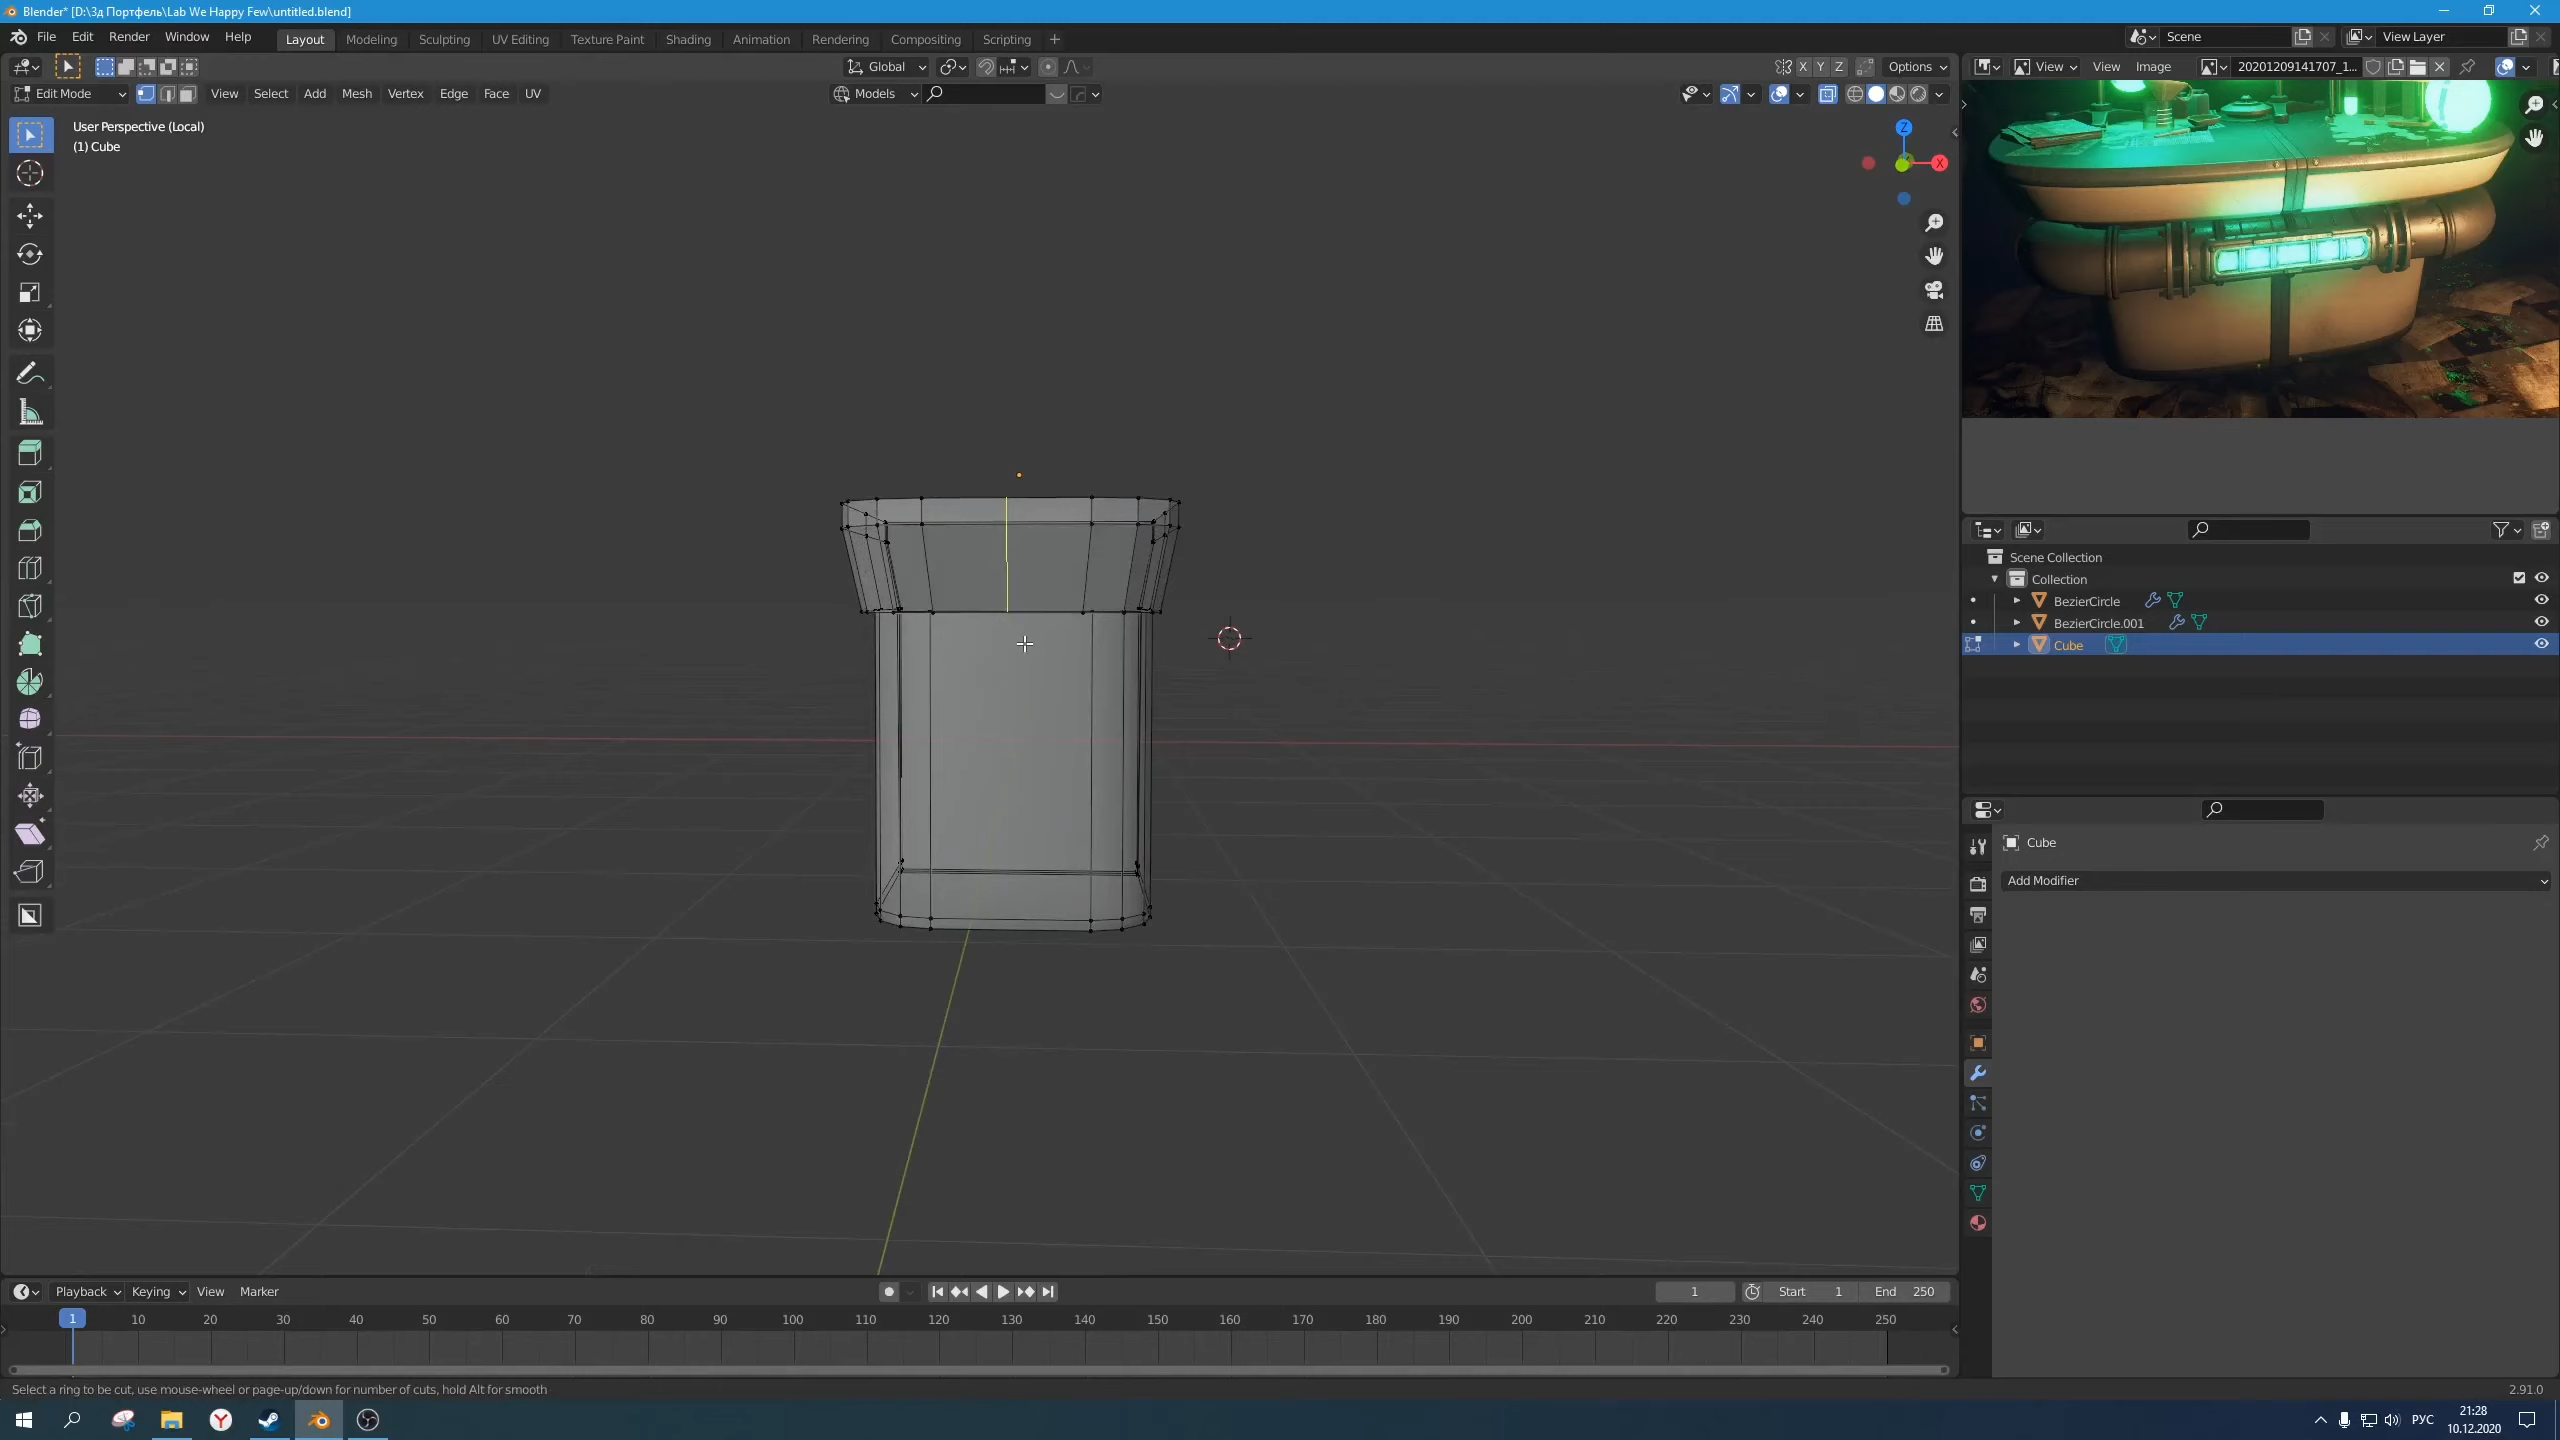 Blender* [D:\3д Портфель\Lab We Happy Few\untitled.blend]
File Edit Render Window Help Layout Modeling Sculpting UV Editing Texture Paint Shading Animation Rendering Compositing Scripting + Scene View Layer
Global X Y Z Options View View Image 20201209141707_1...
Edit Mode View Select Add Mesh Vertex Edge Face UV Models
User Perspective (Local)
(1) Cube
Z
X
Scene Collection
Collection
BezierCircle
BezierCircle.001
Cube
Cube
Add Modifier
Playback Keying View Marker 1 Start 1 End 250
1 10 20 30 40 50 60 70 80 90 100 110 120 130 140 150 160 170 180 190 200 210 220 230 240 250
Select a ring to be cut, use mouse-wheel or page-up/down for number of cuts, hold Alt for smooth 2.91.0
РУС
21:28
10.12.2020